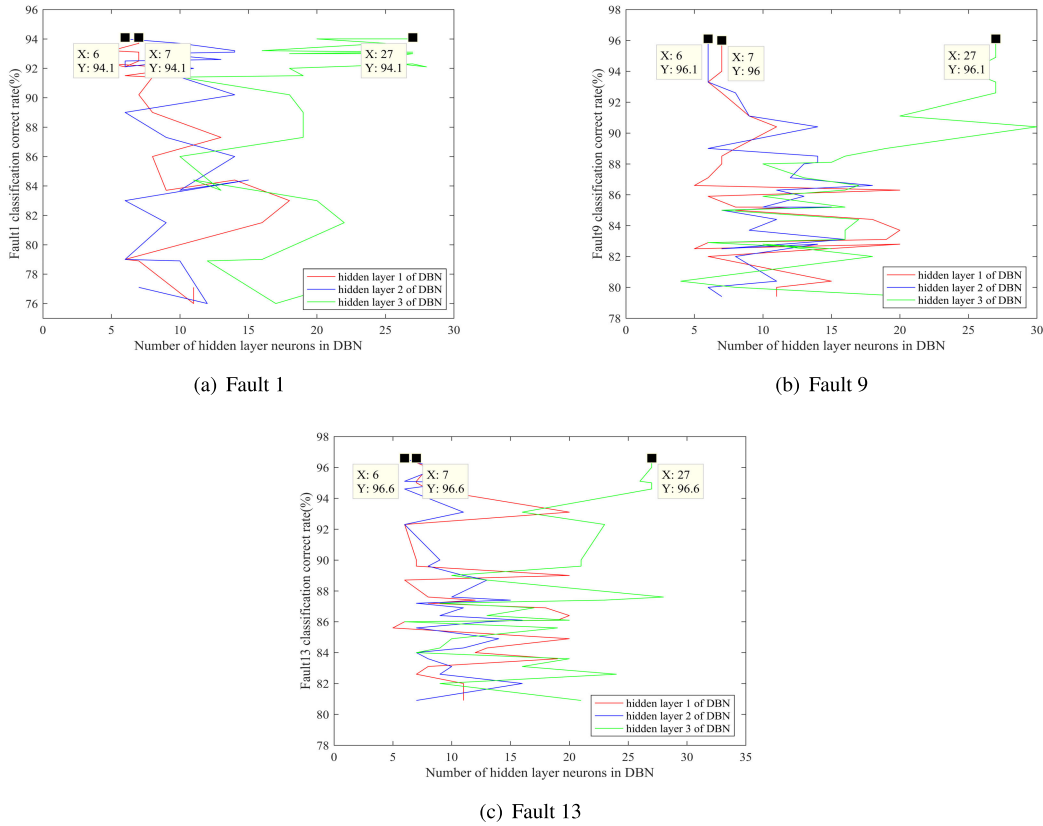 96
94
92
90
88
86
84
82
80
78
76
Fault1 classification correct rate(%)
X: 6
Y: 94.1
X: 7
Y: 94.1
X: 27
Y: 94.1
hidden layer 1 of DBN
hidden layer 2 of DBN
hidden layer 3 of DBN
0 5 10 15 20 25 30
Number of hidden layer neurons in DBN
(a) Fault 1
98
96
94
92
90
88
86
84
82
80
78
Fault9 classification correct rate(%)
X: 6
Y: 96.1
X: 7
Y: 96
X: 27
Y: 96.1
hidden layer 1 of DBN
hidden layer 2 of DBN
hidden layer 3 of DBN
0 5 10 15 20 25 30
Number of hidden layer neurons in DBN
(b) Fault 9
98
96
94
92
90
88
86
84
82
80
78
Fault13 classification correct rate(%)
X: 6
Y: 96.6
X: 7
Y: 96.6
X: 27
Y: 96.6
hidden layer 1 of DBN
hidden layer 2 of DBN
hidden layer 3 of DBN
0 5 10 15 20 25 30 35
Number of hidden layer neurons in DBN
(c) Fault 13